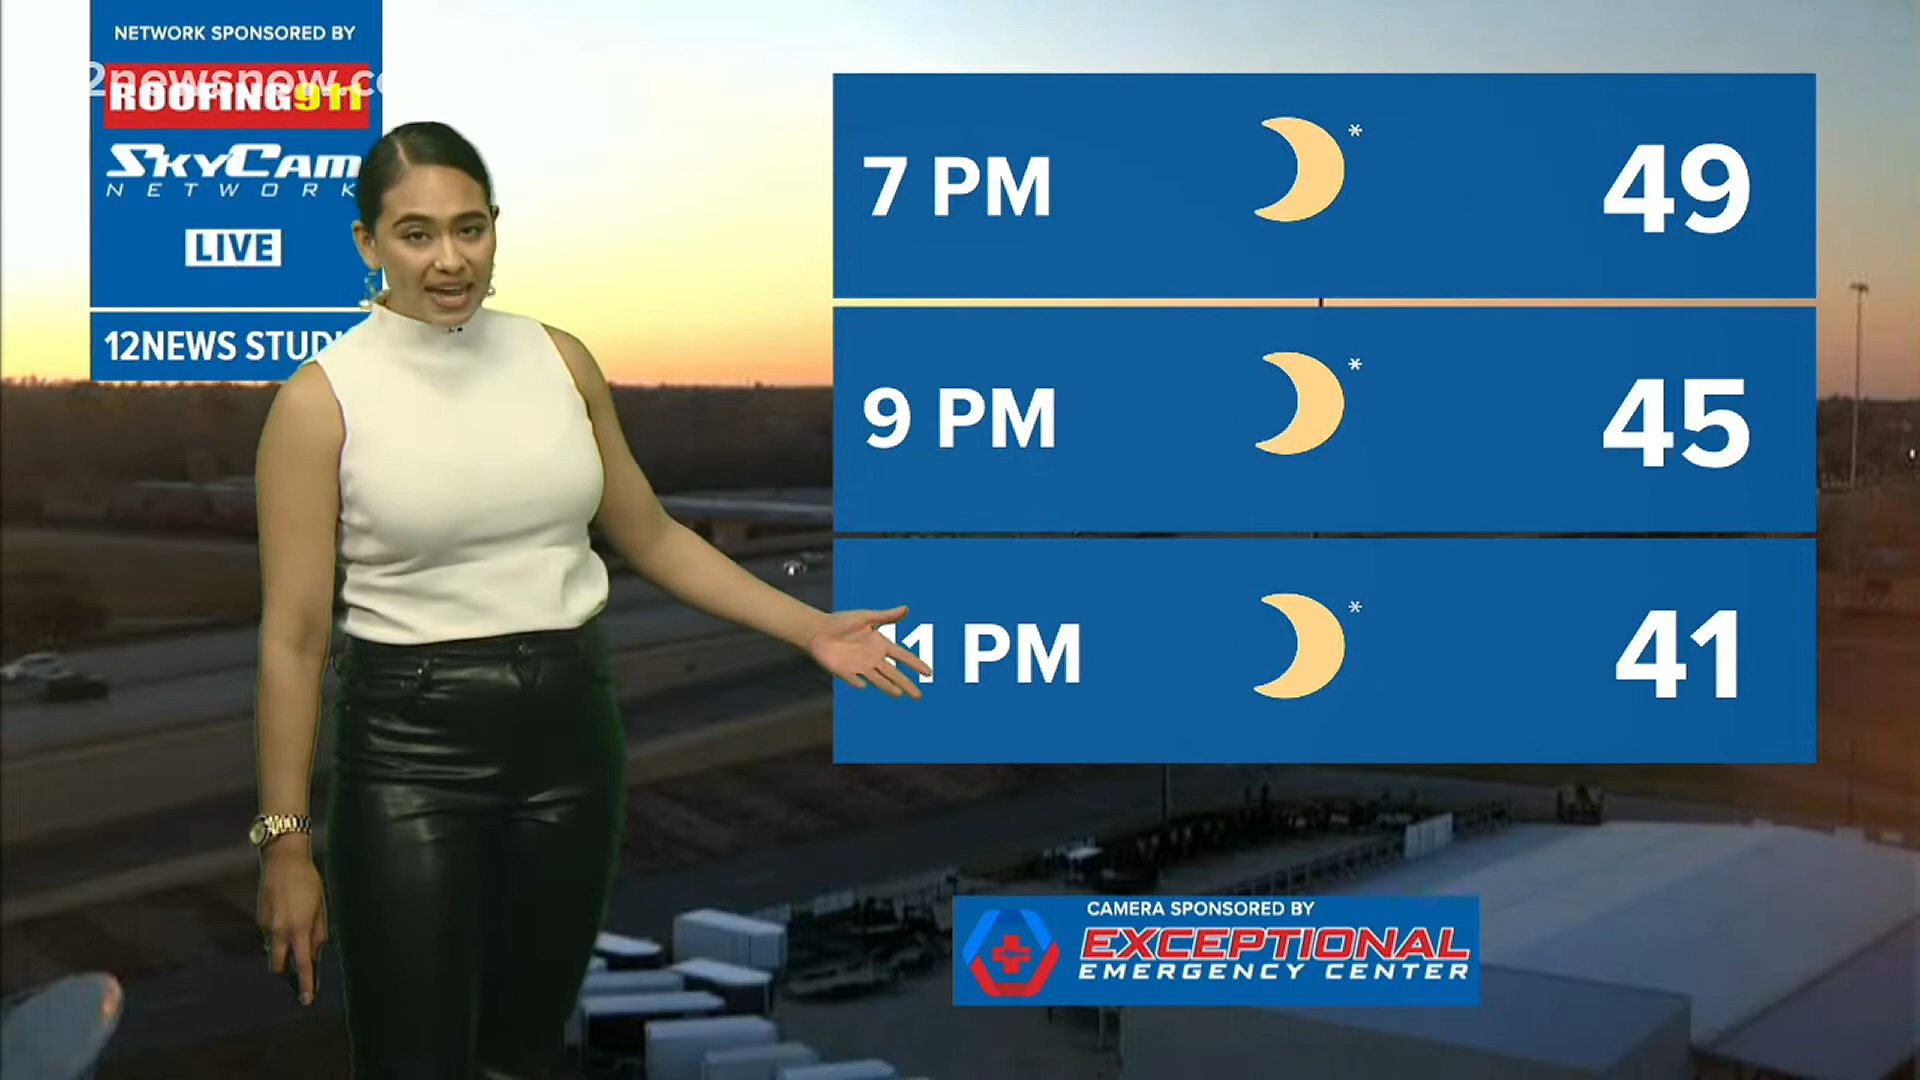 NETWORK SPONSORED BY
ROOFING911
SKYCAM
NETWORK
LIVE
12NEWS
7 PM
49
9 PM
45
11 PM
41
CAMERA SPONSORED BY
EXCEPTIONAL
EMERGENCY CENTER